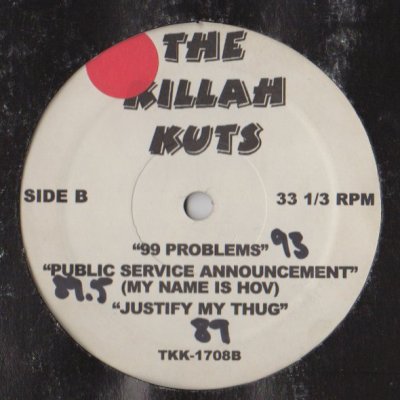 THE
KILLAH
KUTS
SIDE B 33 1/3 RPM
"99 PROBLEMS" 93
"PUBLIC SERVICE ANNOUNCEMENT"
89.5 (MY NAME IS HOV)
"JUSTIFY MY THUG"
89
TKK-1708B